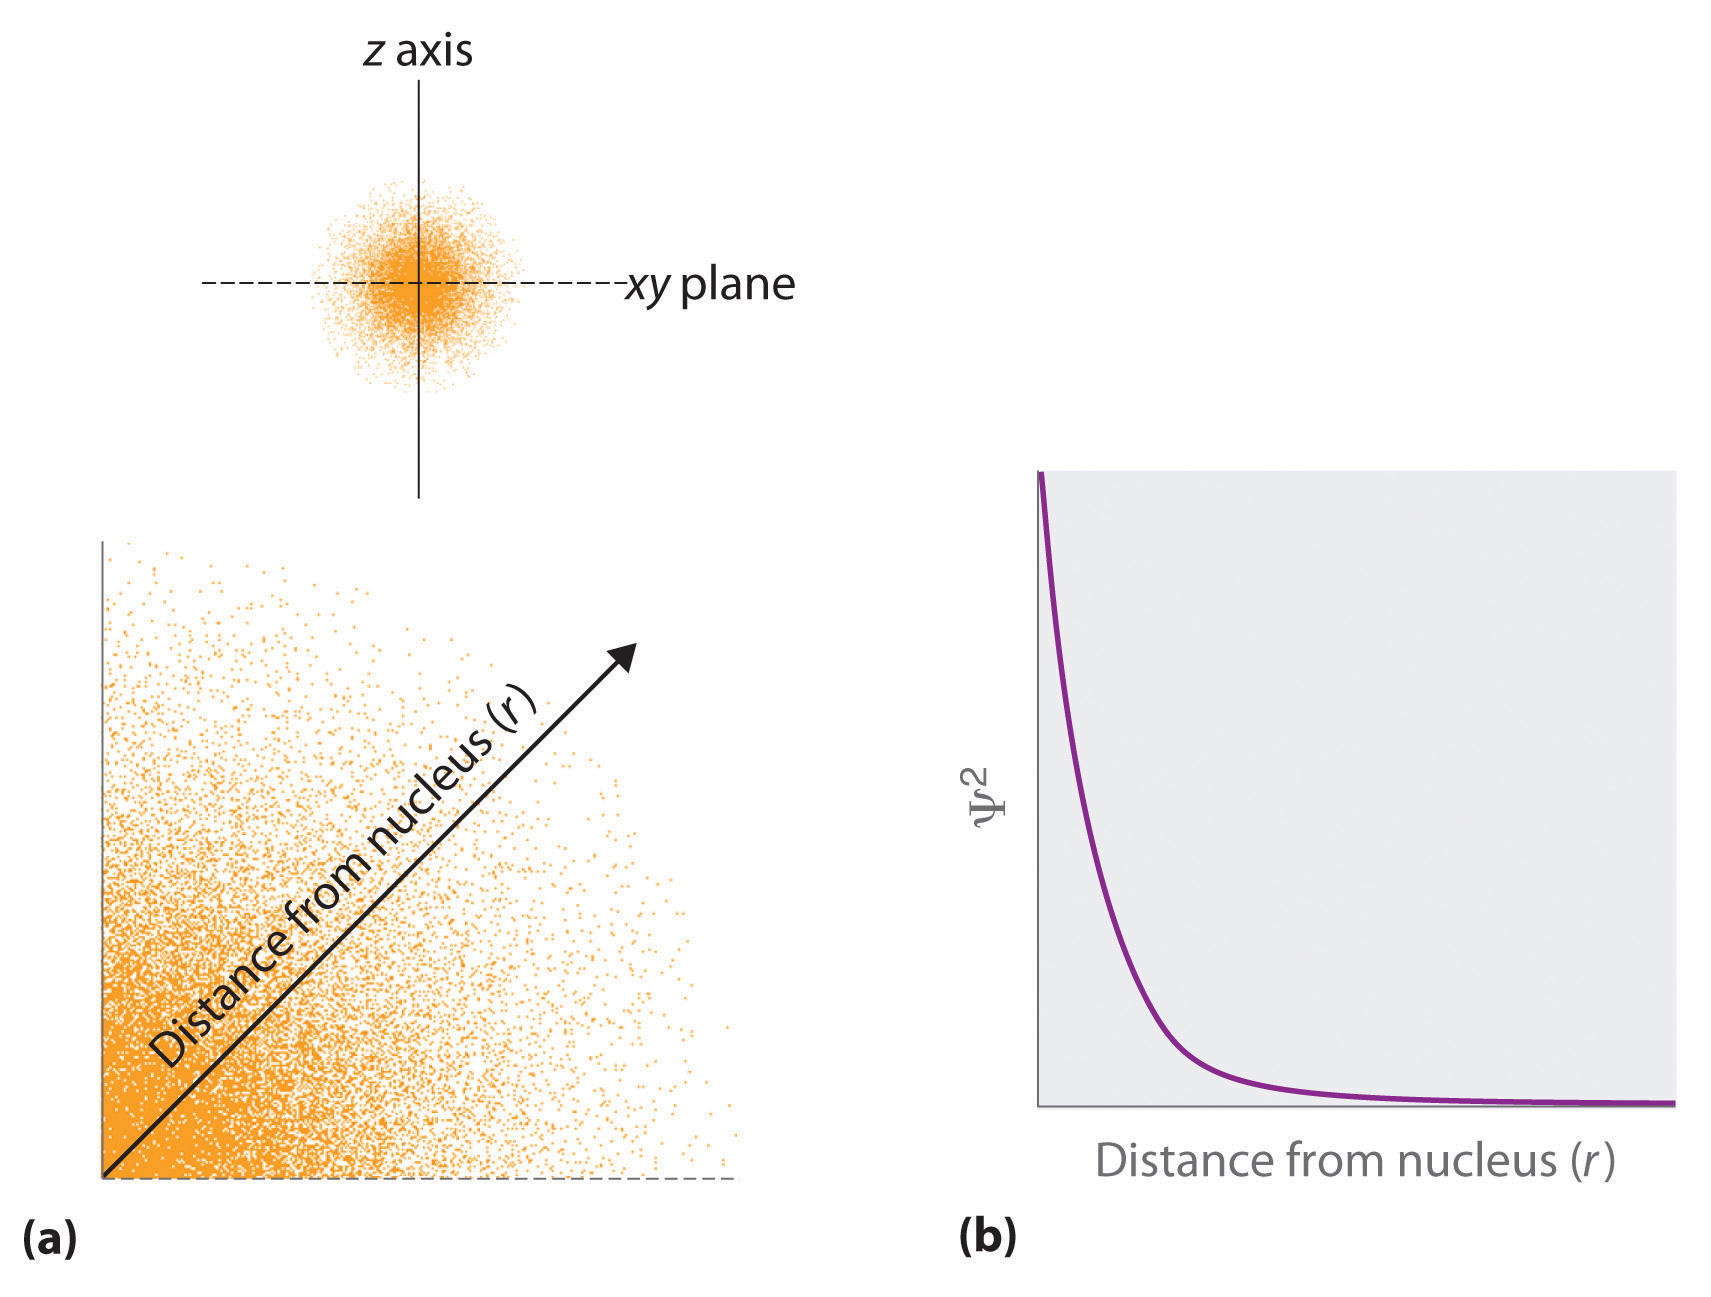 z axis
xy plane
Distance from nucleus (r)
Ψ²
Distance from nucleus (r)
(a)
(b)